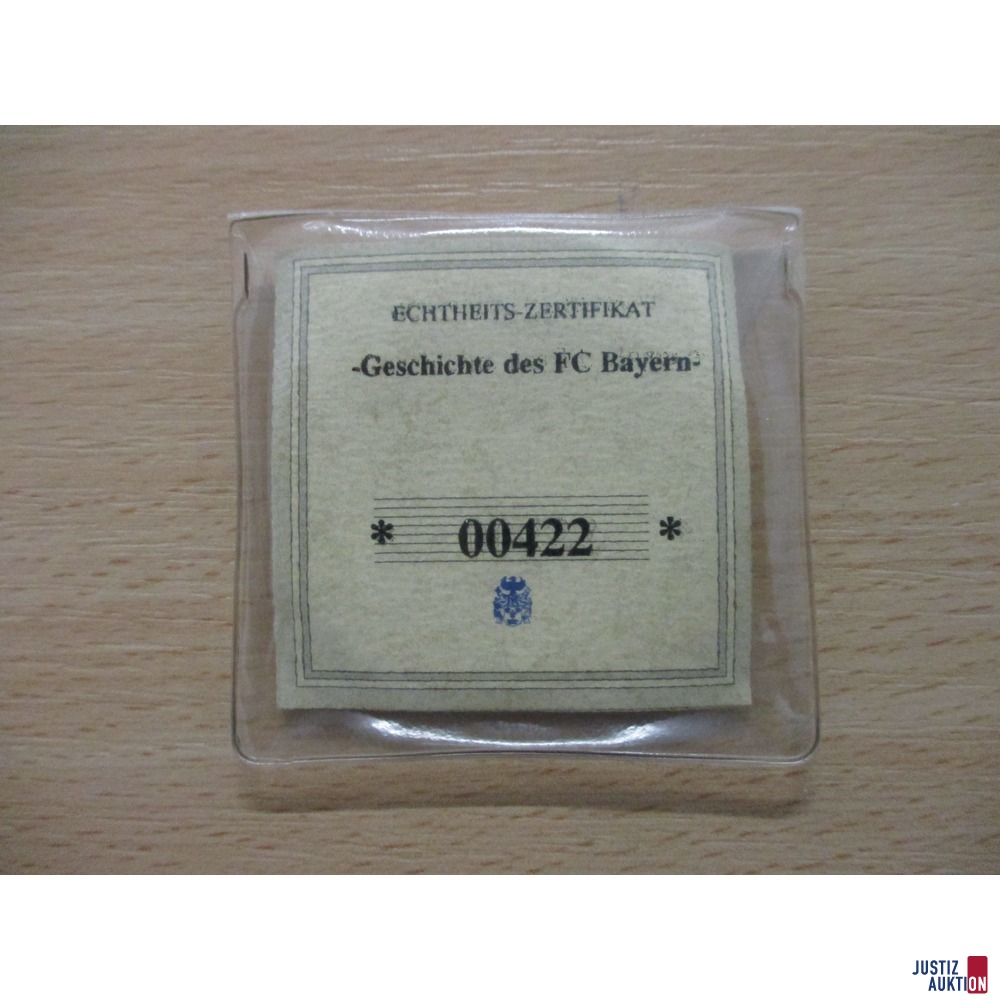 ECHTHEITS-ZERTIFIKAT
-Geschichte des FC Bayern-
* 00422 *
JUSTIZ
AUKTION